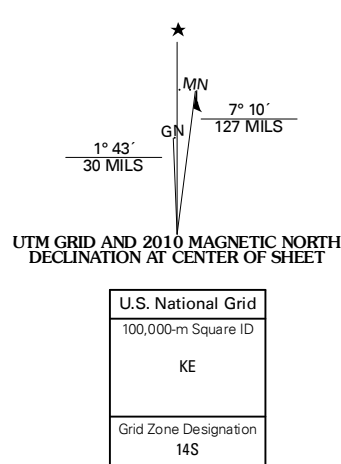 ★
MN
GN
7° 10´
127 MILS
1° 43´
30 MILS
UTM GRID AND 2010 MAGNETIC NORTH
DECLINATION AT CENTER OF SHEET
U.S. National Grid
100,000-m Square ID
KE
Grid Zone Designation
14S